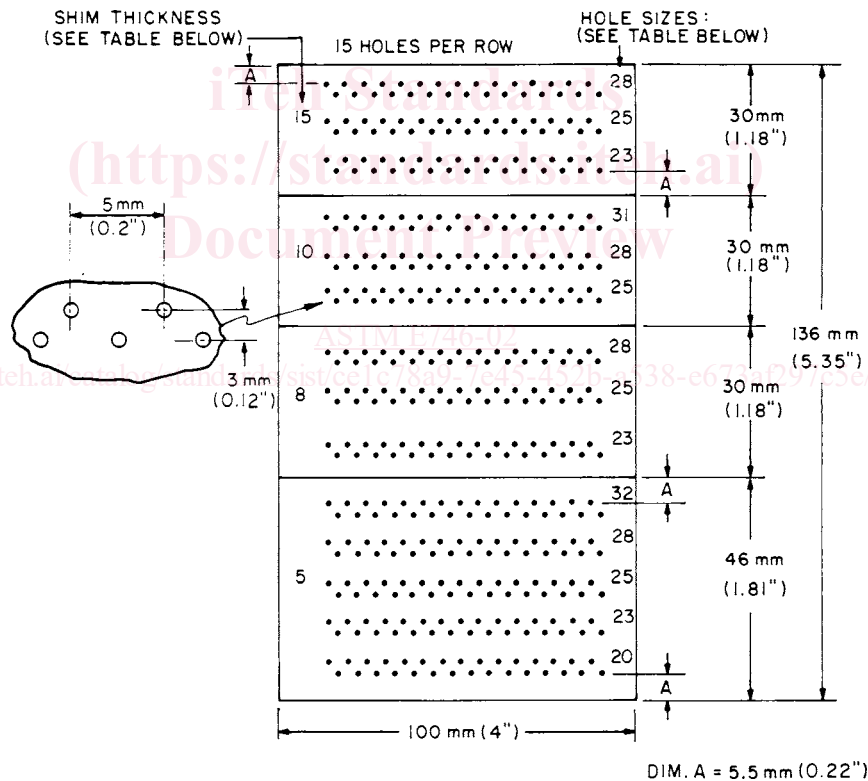 SHIM THICKNESS
(SEE TABLE BELOW)
15 HOLES PER ROW
HOLE SIZES:
(SEE TABLE BELOW)
A
28
15
25
23
A
30mm
(1.18")
iTeh Standards
(https://standards.iteh.ai)
Document Preview
5mm
(0.2")
31
10
28
25
30 mm
(1.18")
3mm
(0.12")
ASTM E746-02
28
8
25
23
30 mm
(1.18")
136 mm
(5.35")
32
A
28
5
25
23
20
A
46 mm
(1.81")
100 mm (4")
DIM. A = 5.5mm (0.22")